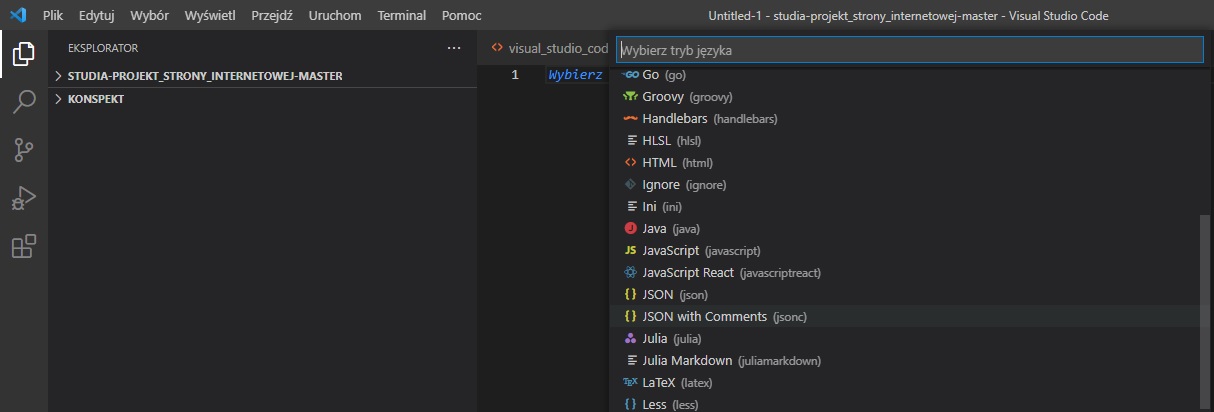 Plik Edytuj Wybór Wyświetl Przejdź Uruchom Terminal Pomoc Untitled-1 - studia-projekt_strony_internetowej-master - Visual Studio Code
EKSPLORATOR ...
STUDIA-PROJEKT_STRONY_INTERNETOWEJ-MASTER
KONSPEKT
visual_studio_cod
1 Wybierz
Wybierz tryb języka
Go (go)
Groovy (groovy)
Handlebars (handlebars)
HLSL (hlsl)
HTML (html)
Ignore (ignore)
Ini (ini)
J Java (java)
JS JavaScript (javascript)
JavaScript React (javascriptreact)
{ } JSON (json)
{ } JSON with Comments (jsonc)
Julia (julia)
Julia Markdown (juliamarkdown)
TEX LaTeX (latex)
{ } Less (less)